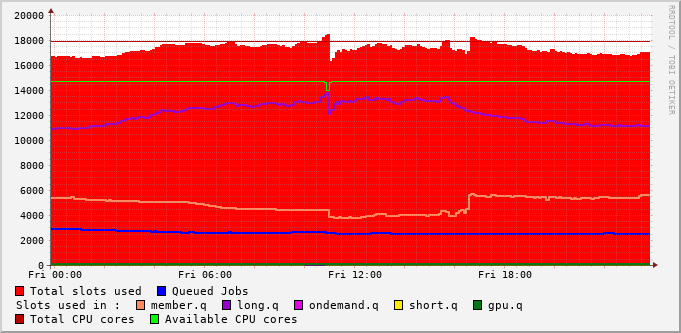 20000
18000
16000
14000
12000
10000
8000
6000
4000
2000
0
Fri 00:00 Fri 06:00 Fri 12:00 Fri 18:00
Total slots used Queued Jobs
Slots used in : member.q long.q ondemand.q short.q gpu.q
Total CPU cores Available CPU cores
RRDTOOL / TOBI OETIKER